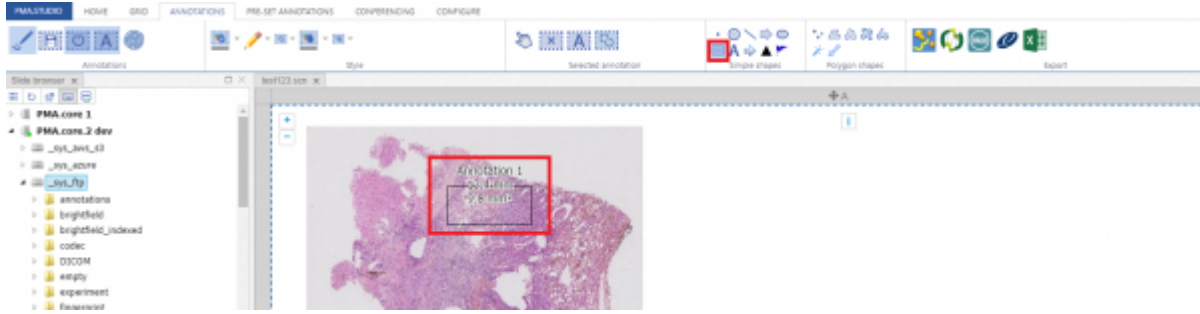 PMA.STUDIO HOME GRID ANNOTATIONS PRE-SET ANNOTATIONS CONFERENCING CONFIGURE
Annotations Style Selected annotation Simple shapes Polygon shapes Export
Slide browser × test123.scn ×
A
PMA.core 1
PMA.core.2 dev
_sys_aws_s3
_sys_azure
_sys_ftp
annotations
brightfield
brightfield_indexed
codec
DICOM
empty
experiment
fingerprint
Annotation 1